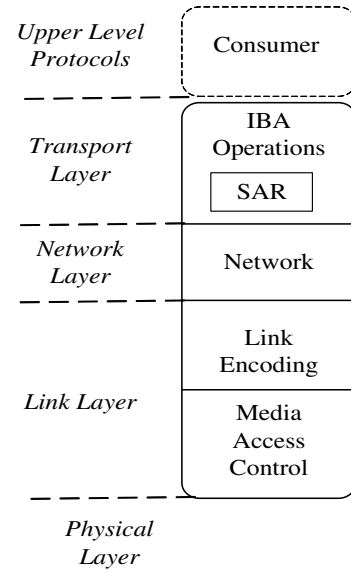 Upper Level
Protocols
Consumer
Transport
Layer
IBA
Operations
SAR
Network
Layer
Network
Link Layer
Link
Encoding
Media
Access
Control
Physical
Layer